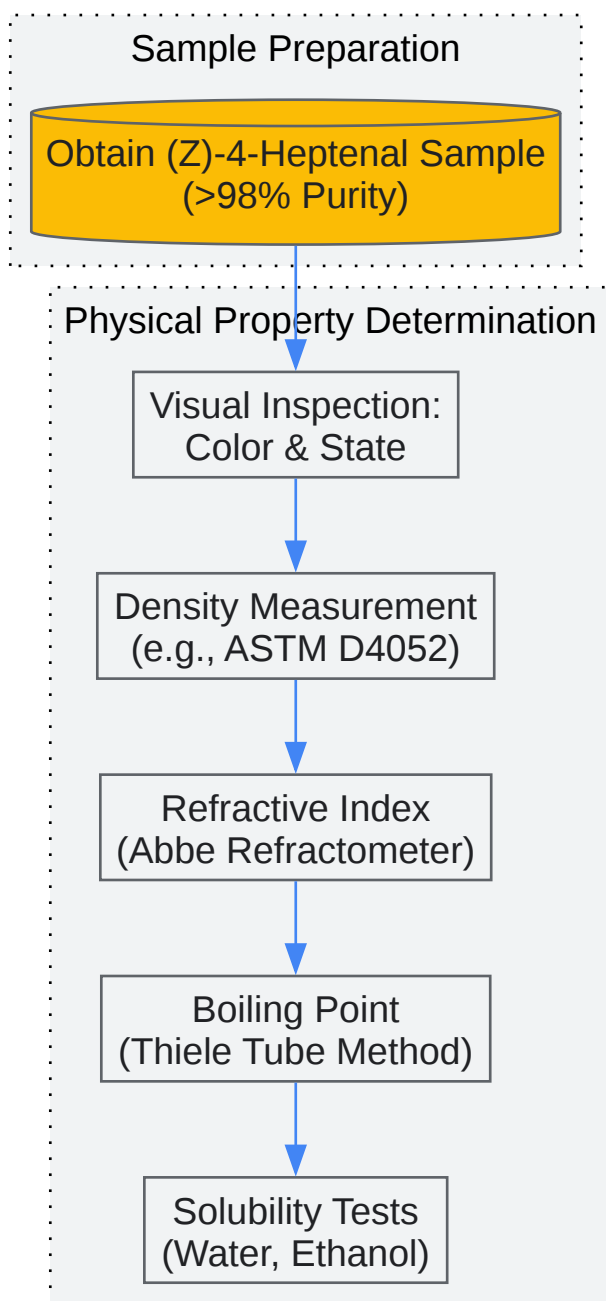 Sample Preparation
Obtain (Z)-4-Heptenal Sample
(>98% Purity)
Physical Property Determination
Visual Inspection:
Color & State
Density Measurement
(e.g., ASTM D4052)
Refractive Index
(Abbe Refractometer)
Boiling Point
(Thiele Tube Method)
Solubility Tests
(Water, Ethanol)